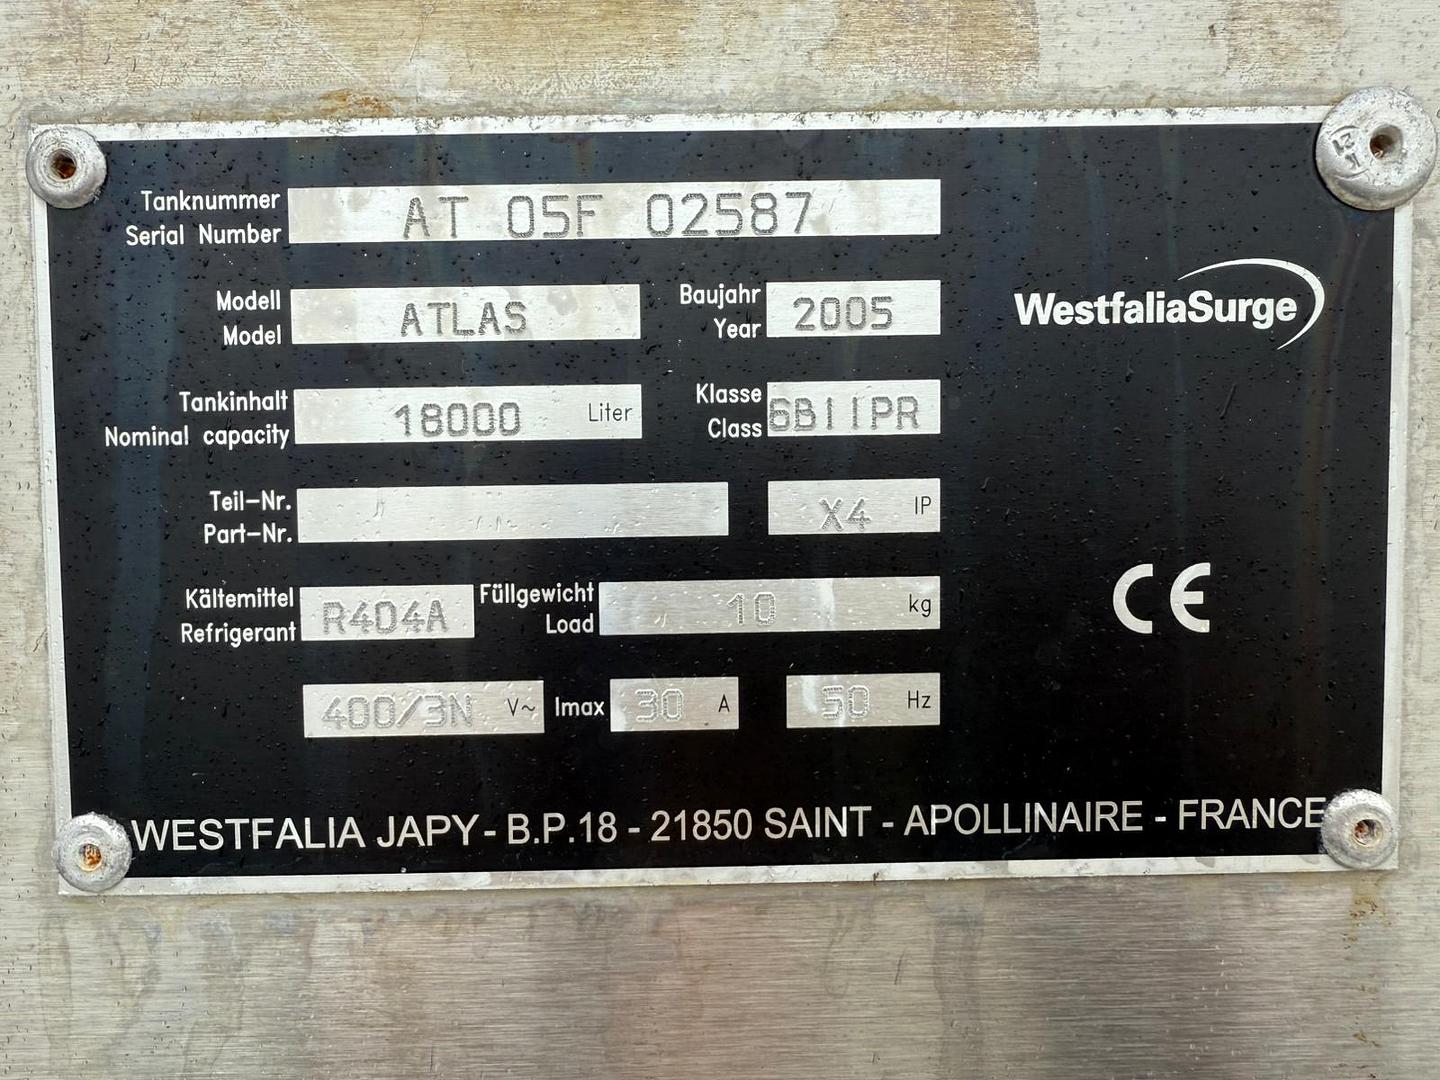 Tanknummer
Serial Number
AT 05F 02587
Modell
Model
ATLAS
Baujahr
Year
2005
WestfaliaSurge
Tankinhalt
Nominal capacity
18000 Liter
Klasse
Class
6BIIPR
Teil-Nr.
Part-Nr.
X4 IP
Kältemittel
Refrigerant
R404A
Füllgewicht
Load
10 kg
CE
400/3N V~
Imax 30 A
50 Hz
WESTFALIA JAPY - B.P.18 - 21850 SAINT - APOLLINAIRE - FRANCE